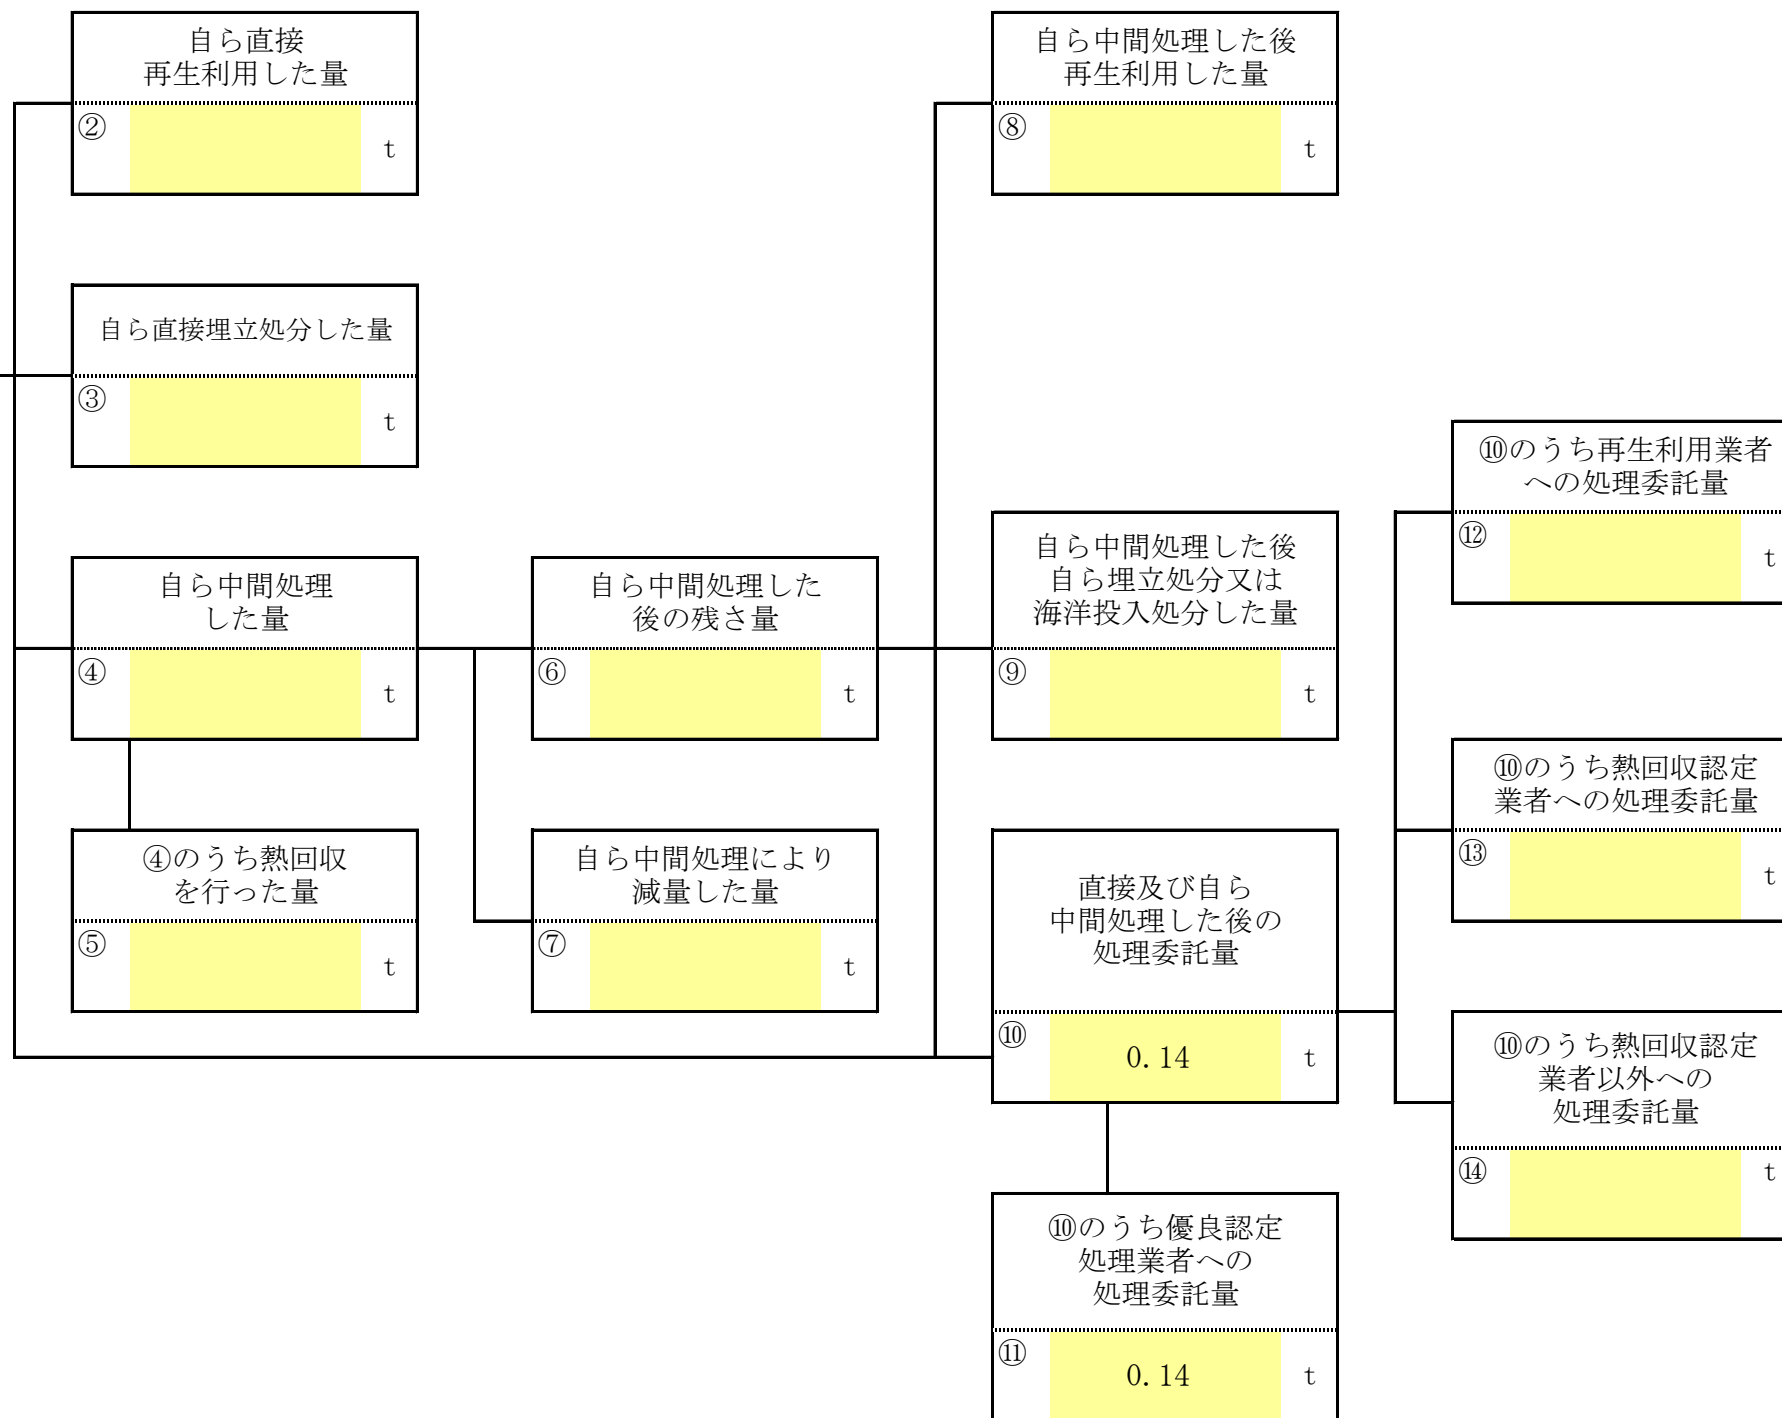 自ら直接
再生利用した量
②
t
自ら中間処理した後
再生利用した量
⑧
t
自ら直接埋立処分した量
③
t
⑩のうち再生利用業者
への処理委託量
⑫
t
自ら中間処理
した量
④
t
自ら中間処理した
後の残さ量
⑥
t
自ら中間処理した後
自ら埋立処分又は
海洋投入処分した量
⑨
t
⑩のうち熱回収認定
業者への処理委託量
⑬
t
④のうち熱回収
を行った量
⑤
t
自ら中間処理により
減量した量
⑦
t
直接及び自ら
中間処理した後の
処理委託量
⑩ 0.14 t
⑩のうち熱回収認定
業者以外への
処理委託量
⑭
t
⑩のうち優良認定
処理業者への
処理委託量
⑪ 0.14 t